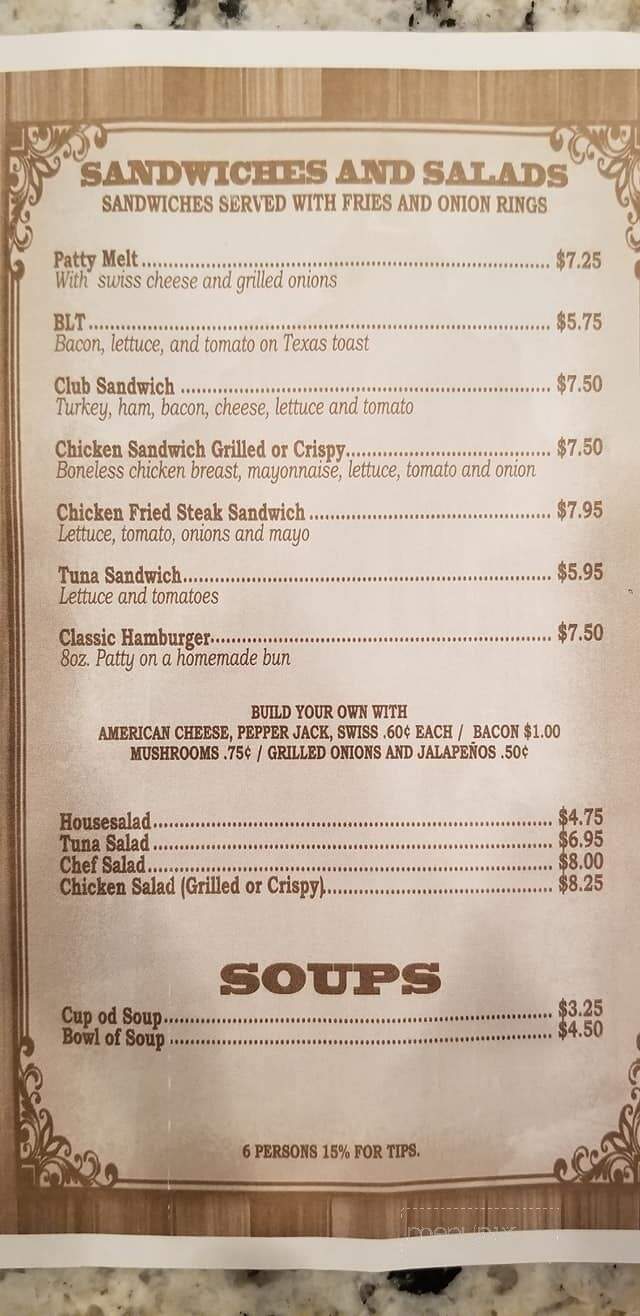 SANDWICHES AND SALADS
SANDWICHES SERVED WITH FRIES AND ONION RINGS
Patty Melt ........ $7.25
With swiss cheese and grilled onions
BLT ........ $5.75
Bacon, lettuce, and tomato on Texas toast
Club Sandwich ........ $7.50
Turkey, ham, bacon, cheese, lettuce and tomato
Chicken Sandwich Grilled or Crispy ........ $7.50
Boneless chicken breast, mayonnaise, lettuce, tomato and onion
Chicken Fried Steak Sandwich ........ $7.95
Lettuce, tomato, onions and mayo
Tuna Sandwich ........ $5.95
Lettuce and tomatoes
Classic Hamburger ........ $7.50
8oz. Patty on a homemade bun
BUILD YOUR OWN WITH
AMERICAN CHEESE, PEPPER JACK, SWISS .60¢ EACH / BACON $1.00
MUSHROOMS .75¢ / GRILLED ONIONS AND JALAPEÑOS .50¢
Housesalad ........ $4.75
Tuna Salad ........ $6.95
Chef Salad ........ $8.00
Chicken Salad (Grilled or Crispy) ........ $8.25
SOUPS
Cup od Soup ........ $3.25
Bowl of Soup ........ $4.50
6 PERSONS 15% FOR TIPS.
menupix